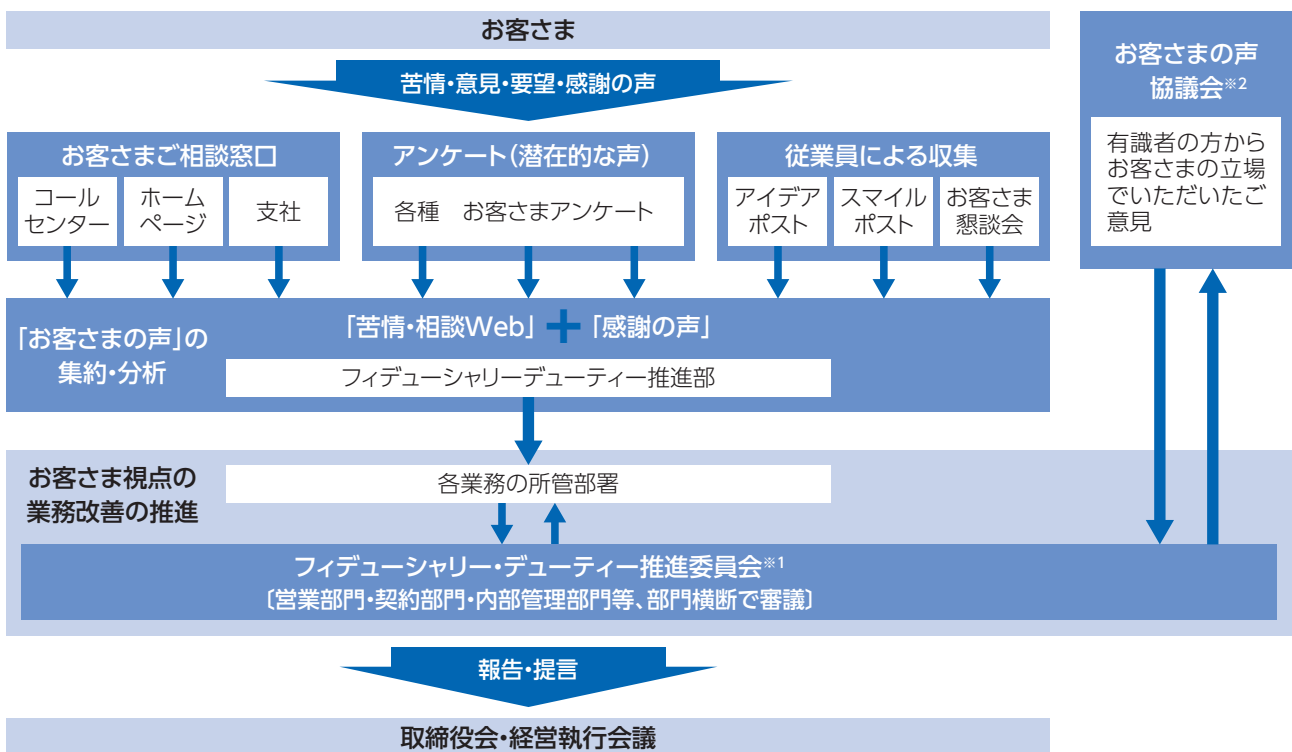 お客さま
苦情・意見・要望・感謝の声
お客さまご相談窓口
コール
センター
ホーム
ページ
支社
アンケート(潜在的な声)
各種 お客さまアンケート
従業員による収集
アイデア
ポスト
スマイル
ポスト
お客さま
懇談会
お客さまの声
協議会※2
有識者の方から
お客さまの立場
でいただいたご
意見
「お客さまの声」の
集約・分析
「苦情・相談Web」+「感謝の声」
フィデューシャリーデューティー推進部
お客さま視点の
業務改善の推進
各業務の所管部署
フィデューシャリー・デューティー推進委員会※1
〔営業部門・契約部門・内部管理部門等、部門横断で審議〕
報告・提言
取締役会・経営執行会議